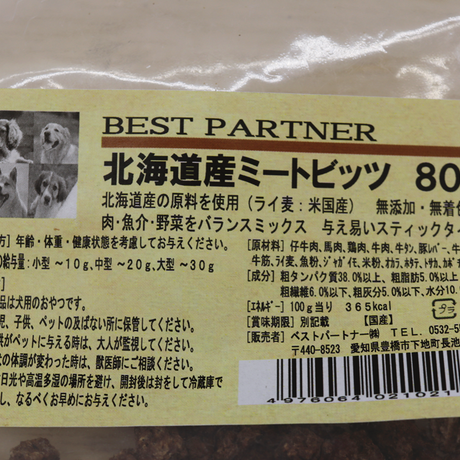 BEST PARTNER
北海道産ミートビッツ 80
北海道産の原料を使用（ライ麦：米国産） 無添加・無着
肉・魚介・野菜をバランスミックス 与え易いスティックタイ
方］年齢・体重・健康状態を考慮してお与えください。
の給与量：小型～10g、中型～20g、大型～30g
品は犬用のおやつです。
児、子供、ペットの及ばない所に保管してください。
供がペットに与える時は、大人が監視してください。
の体調が変わった時は、獣医師にご相談ください。
日光や高温多湿の場所を避け、開封後は封をして冷蔵庫で
し、なるべくお早めにお与えください。
［原材料］仔牛肉、馬肉、鶏肉、牛肉、牛タン、豚レバー、牛
牛筋、ライ麦、魚粉、ジャガイモ、米粉、オカラ、ホタテ、トサカ、カボチ
［成分］粗タンパク質38.0％以上、粗脂肪5.0％以上
粗繊維6.0％以下、粗灰分5.0％以下、水分10.
［エネルギー］100g当り 365kcal
［賞味期限］別記載 【国産】
［販売者］ベストパートナー㈱ TEL. 0532-5
〒440-8523 愛知県豊橋市下地町長池
4976064021021